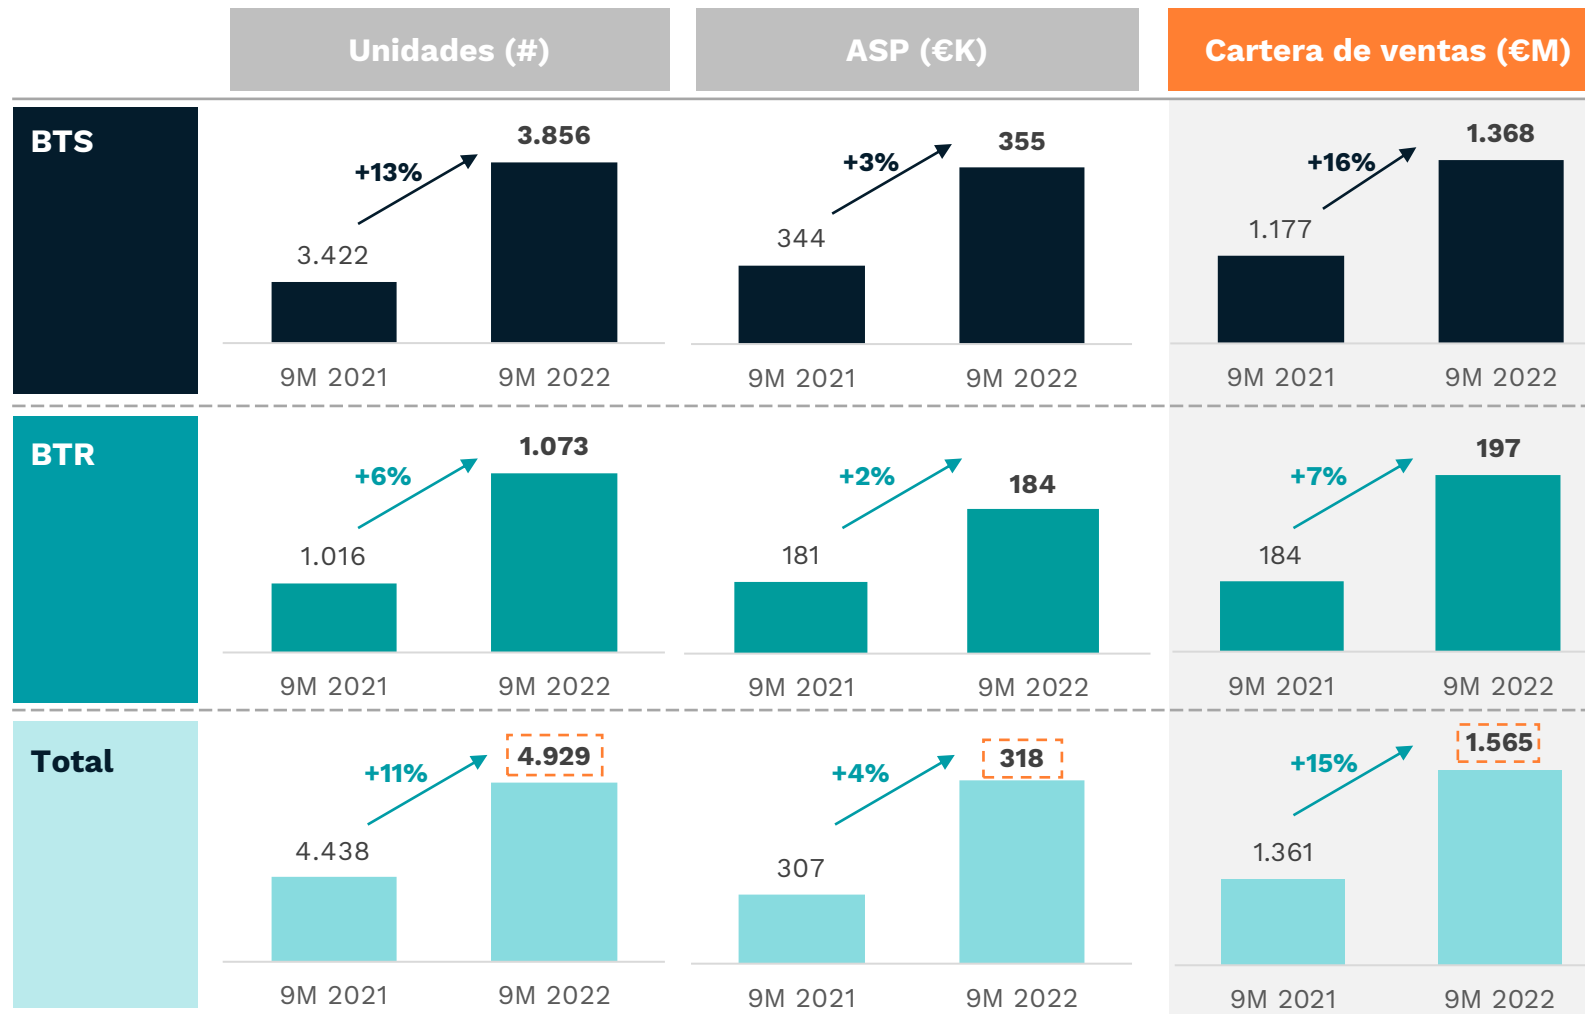 Unidades (#)
ASP (€K)
Cartera de ventas (€M)
BTS
3.422
+13%
3.856
9M 2021
9M 2022
344
+3%
355
9M 2021
9M 2022
1.177
+16%
1.368
9M 2021
9M 2022
BTR
1.016
+6%
1.073
9M 2021
9M 2022
181
+2%
184
9M 2021
9M 2022
184
+7%
197
9M 2021
9M 2022
Total
4.438
+11%
4.929
9M 2021
9M 2022
307
+4%
318
9M 2021
9M 2022
1.361
+15%
1.565
9M 2021
9M 2022